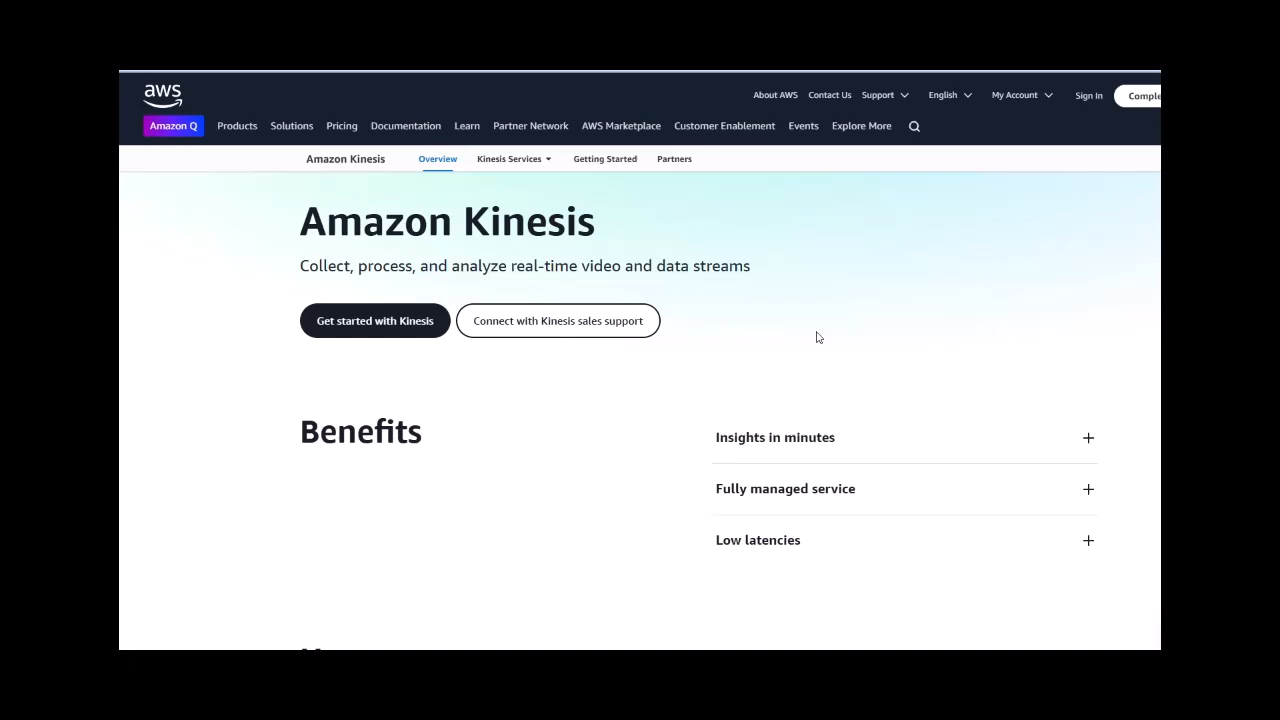 aws
About AWS Contact Us Support English My Account Sign In Comple
Amazon Q Products Solutions Pricing Documentation Learn Partner Network AWS Marketplace Customer Enablement Events Explore More
Amazon Kinesis Overview Kinesis Services Getting Started Partners
Amazon Kinesis
Collect, process, and analyze real-time video and data streams
Get started with Kinesis Connect with Kinesis sales support
Benefits
Insights in minutes
Fully managed service
Low latencies